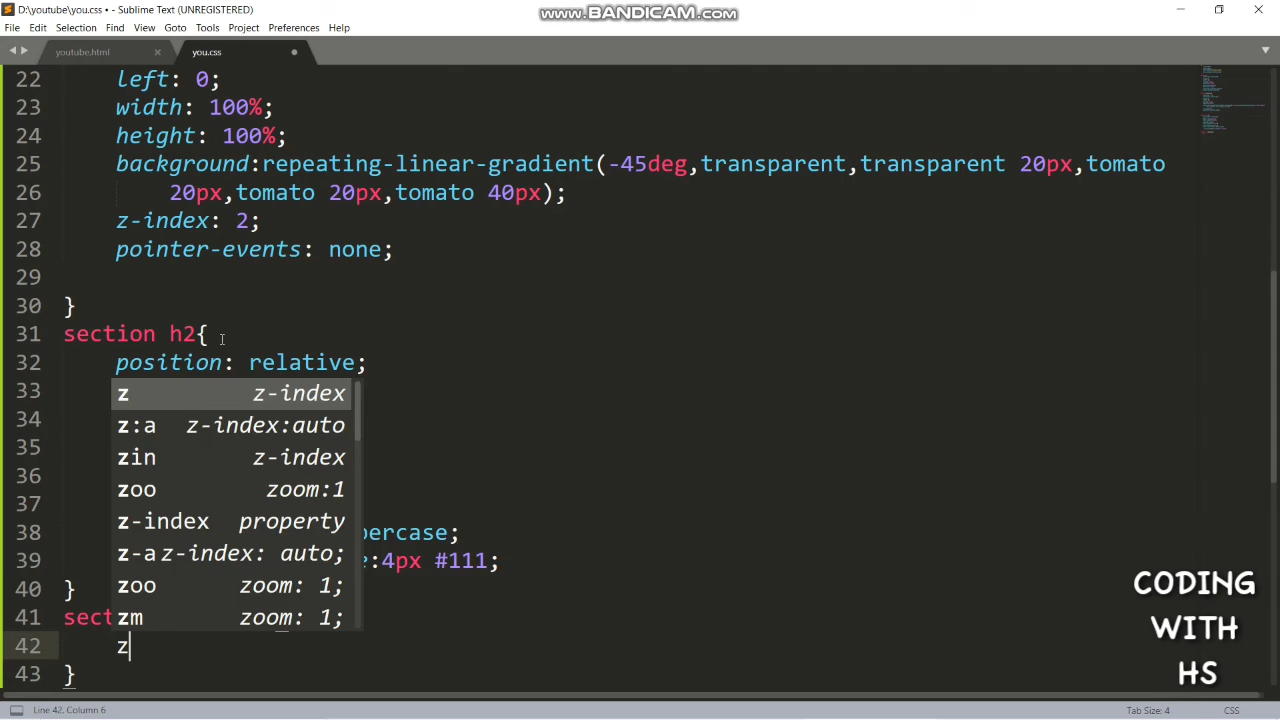 D:\youtube\you.css • - Sublime Text (UNREGISTERED)
www.BANDICAM.com
File Edit Selection Find View Goto Tools Project Preferences Help
youtube.html you.css
22 left: 0;
23 width: 100%;
24 height: 100%;
25 background:repeating-linear-gradient(-45deg,transparent,transparent 20px,tomato
26 20px,tomato 20px,tomato 40px);
27 z-index: 2;
28 pointer-events: none;
29
30 }
31 section h2{
32 position: relative;
33 z z-index
34 z:a z-index:auto
35 zin z-index
36 zoo zoom:1
37 z-index property
38 percase;
z-a z-index: auto;
39 :4px #111;
40 } zoo zoom: 1;
41 sect zm zoom: 1;
42 z
43 }
CODING
WITH
HS
Line 42, Column 6 Tab Size: 4 CSS